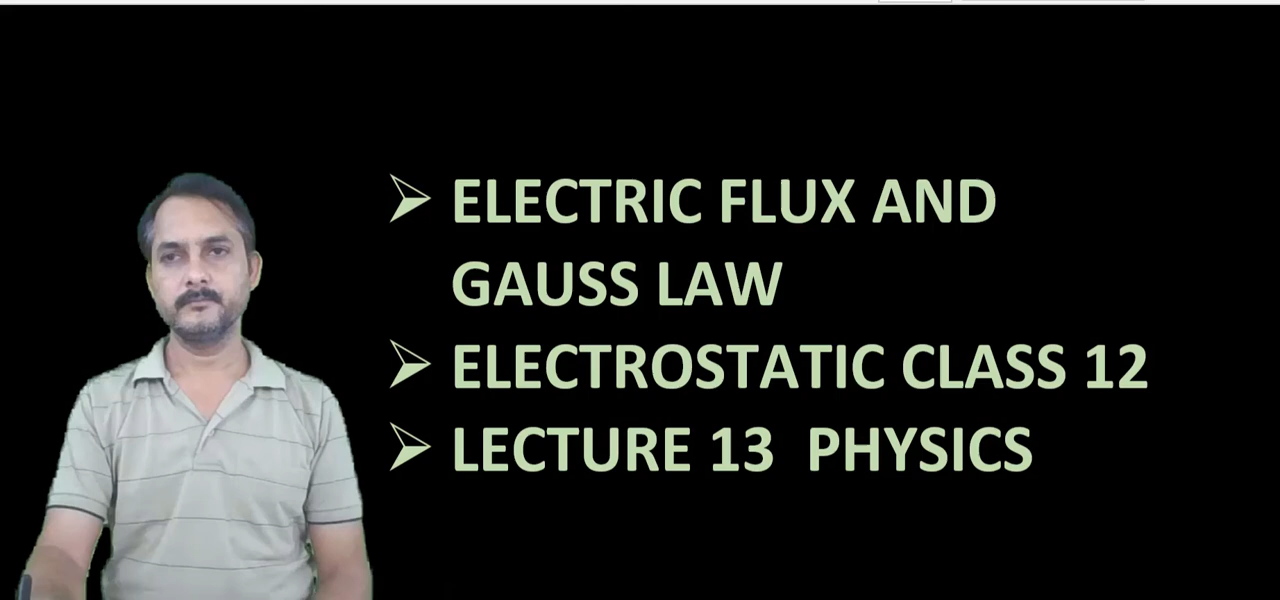 ELECTRIC FLUX AND
GAUSS LAW
ELECTROSTATIC CLASS 12
LECTURE 13 PHYSICS